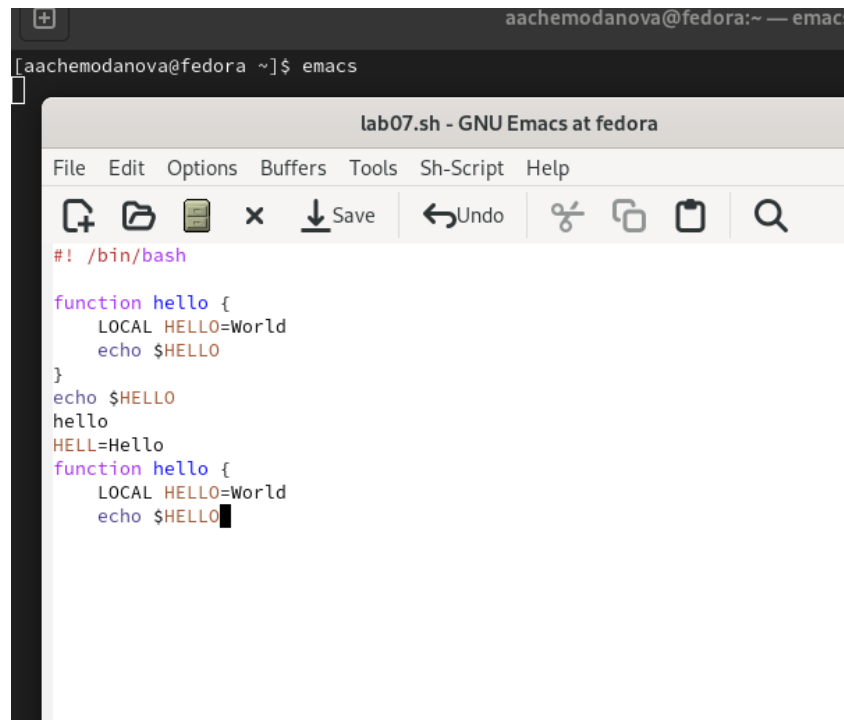 aachemodanova@fedora:~ — emac
[aachemodanova@fedora ~]$ emacs
lab07.sh - GNU Emacs at fedora
File Edit Options Buffers Tools Sh-Script Help
Save Undo
#! /bin/bash
function hello {
    LOCAL HELLO=World
    echo $HELLO
}
echo $HELLO
hello
HELL=Hello
function hello {
    LOCAL HELLO=World
    echo $HELLO